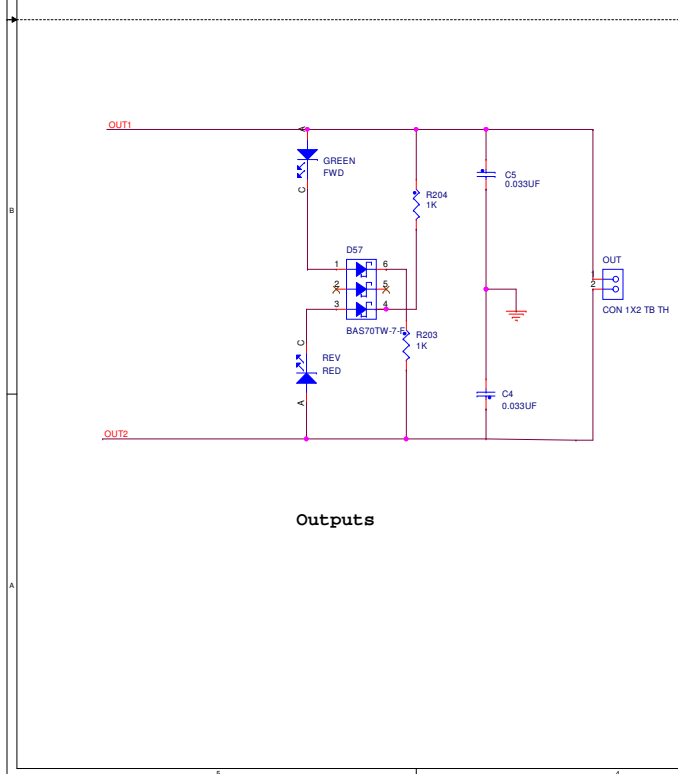 OUT1
A
GREEN
FWD
C
C5
0.033UF
R204
1K
B
D57
1
6
2
5
3
4
BAS70TW-7-F
OUT
1
2
CON 1X2 TB TH
R203
1K
C
REV
RED
A
C4
0.033UF
OUT2
Outputs
A
5
4